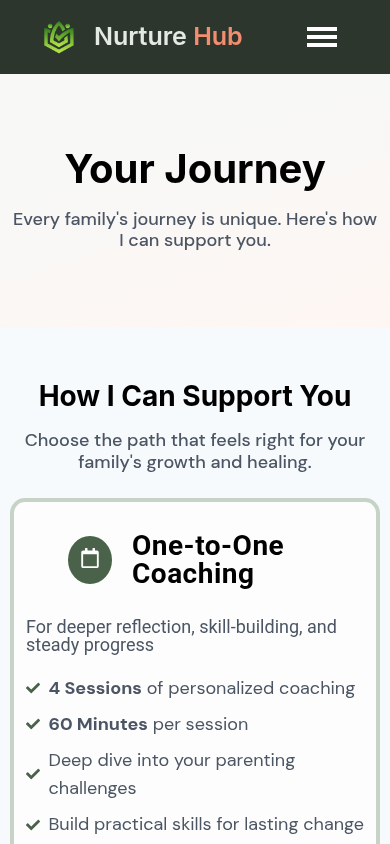 Nurture Hub
Your Journey
Every family's journey is unique. Here's how
I can support you.
How I Can Support You
Choose the path that feels right for your
family's growth and healing.
One-to-One
Coaching
For deeper reflection, skill-building, and
steady progress
4 Sessions of personalized coaching
60 Minutes per session
Deep dive into your parenting
challenges
Build practical skills for lasting change